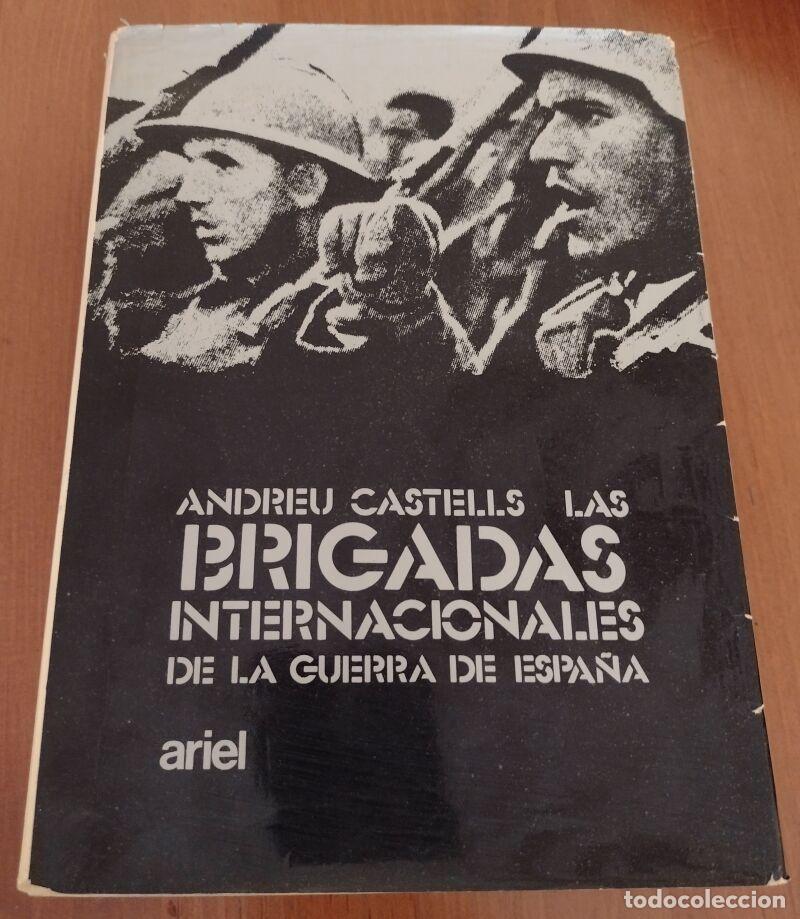 ANDREU CASTELLS LAS
BRIGADAS
INTERNACIONALES
DE LA GUERRA DE ESPAÑA
ariel
todocoleccion